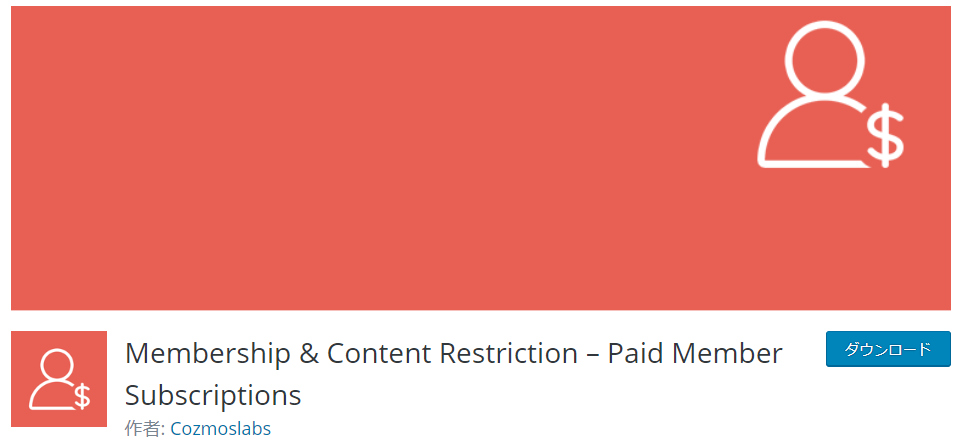 Membership & Content Restriction – Paid Member
Subscriptions
ダウンロード
作者: Cozmoslabs